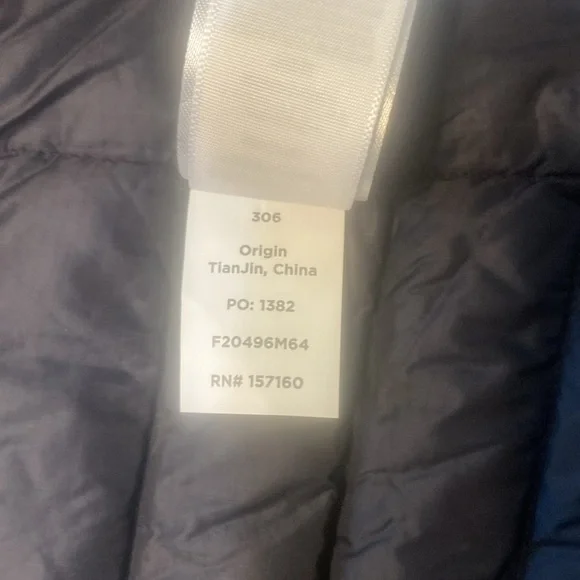 306
Origin
TianJin, China
PO: 1382
F20496M64
RN# 157160